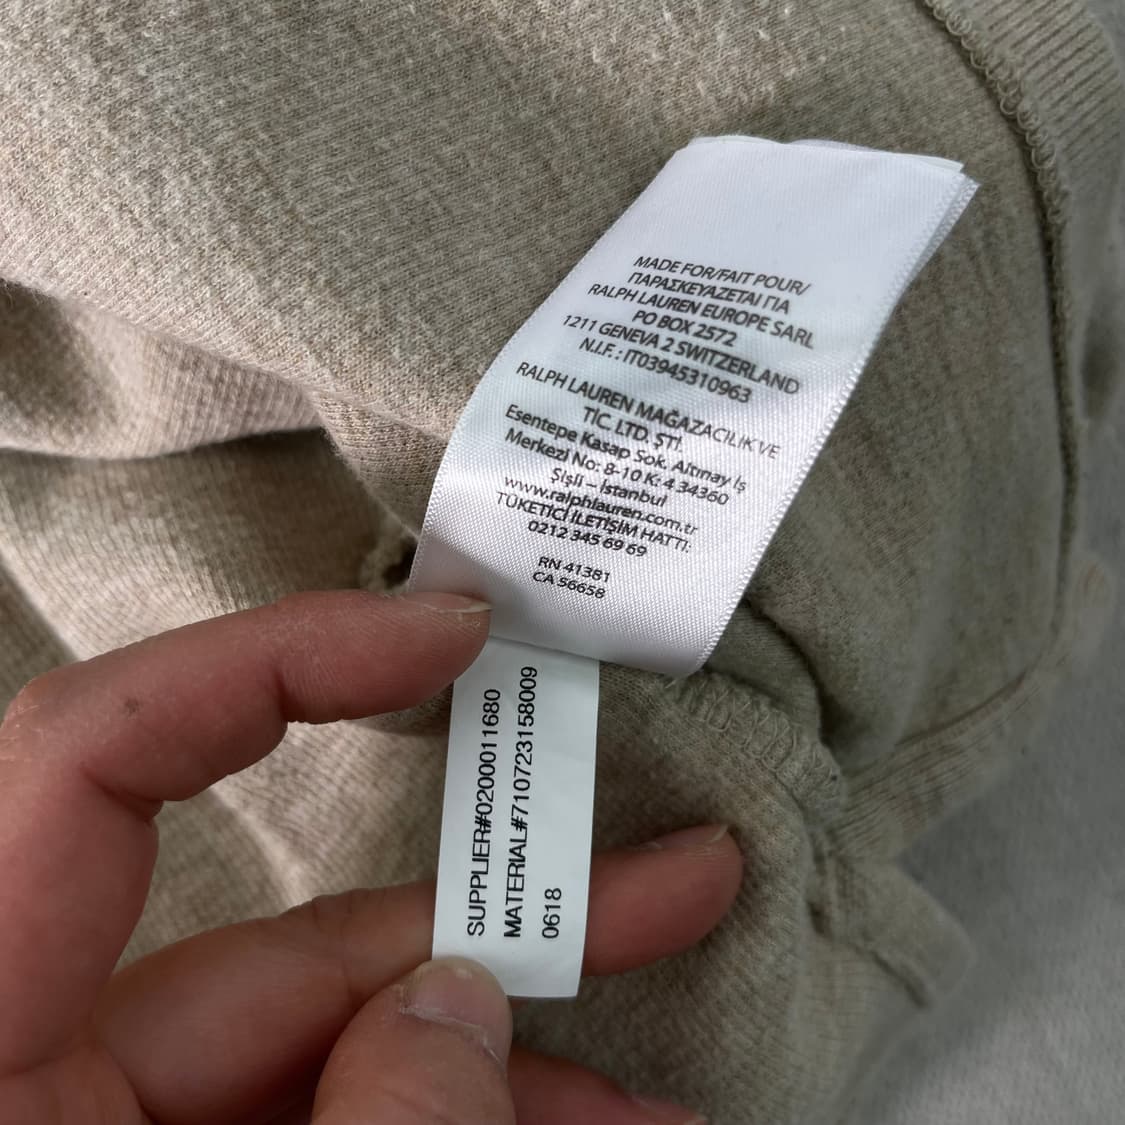 MADE FOR/FAIT POUR/
ΠΑΡΑΣΚΕΥΑΖΕΤΑΙ ΓΙΑ
RALPH LAUREN EUROPE SARL
PO BOX 2572
1211 GENEVA 2 SWITZERLAND
N.I.F.: IT03945310963
RALPH LAUREN MAĞAZACILIK VE
TİC. LTD. ŞTİ.
Esentepe Kasap Sok. Altınay İş
Merkezi No: 8-10 K: 4 34360
Şişli – İstanbul
www.ralphlauren.com.tr
TÜKETİCİ İLETİŞİM HATTI:
0212 345 69 69
RN 41381
CA 56658
SUPPLIER#0200011680
MATERIAL#710723158009
0618